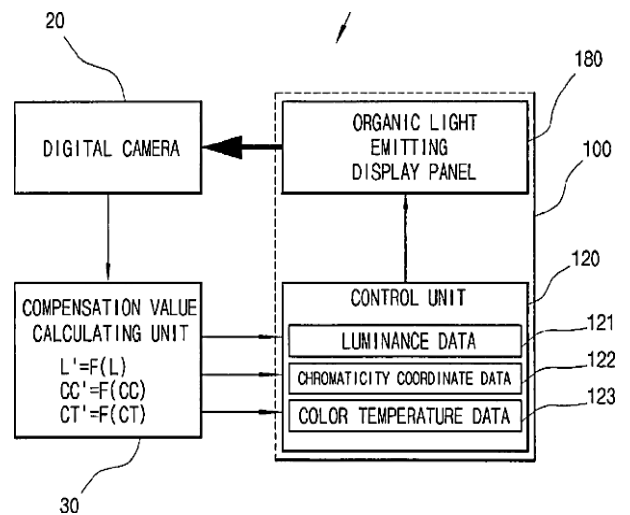 20
180
DIGITAL CAMERA
ORGANIC LIGHT
EMITTING
DISPLAY PANEL
100
120
COMPENSATION VALUE
CALCULATING UNIT
L'=F(L)
CC'=F(CC)
CT'=F(CT)
CONTROL UNIT
LUMINANCE DATA
121
CHROMATICITY COORDINATE DATA
122
COLOR TEMPERATURE DATA
123
30